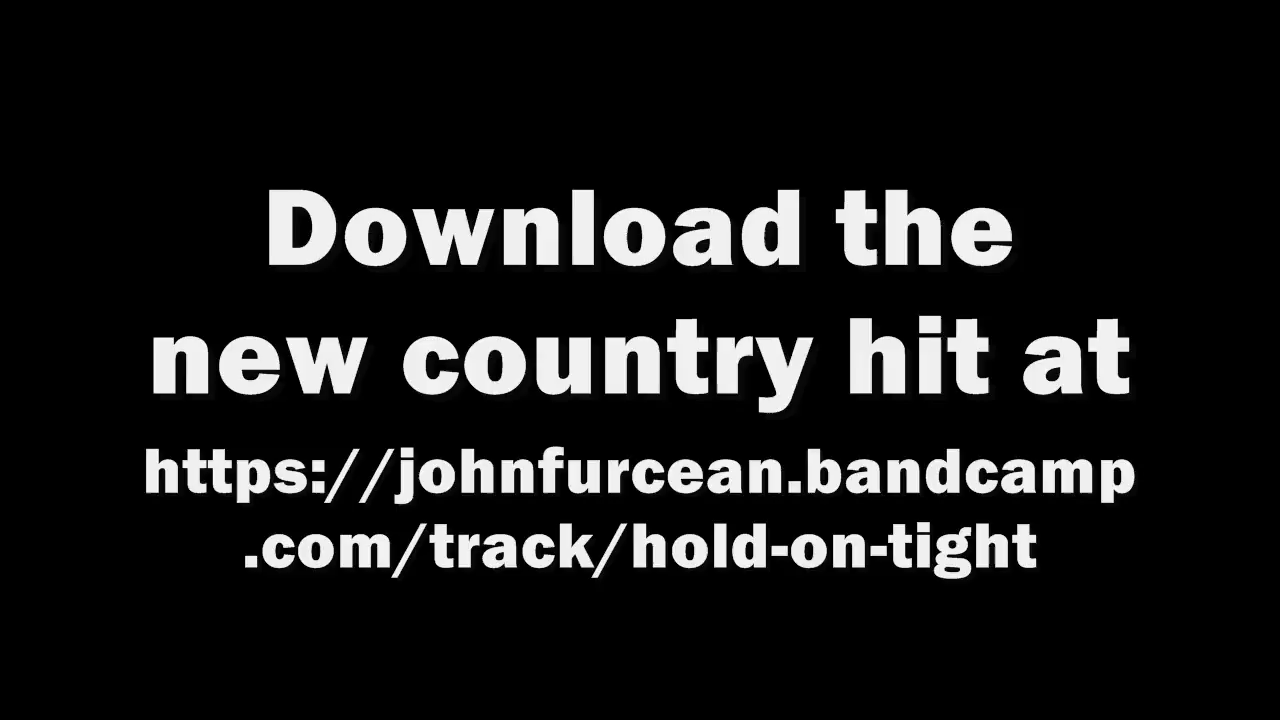 Download the
new country hit at
https://johnfurcean.bandcamp
.com/track/hold-on-tight